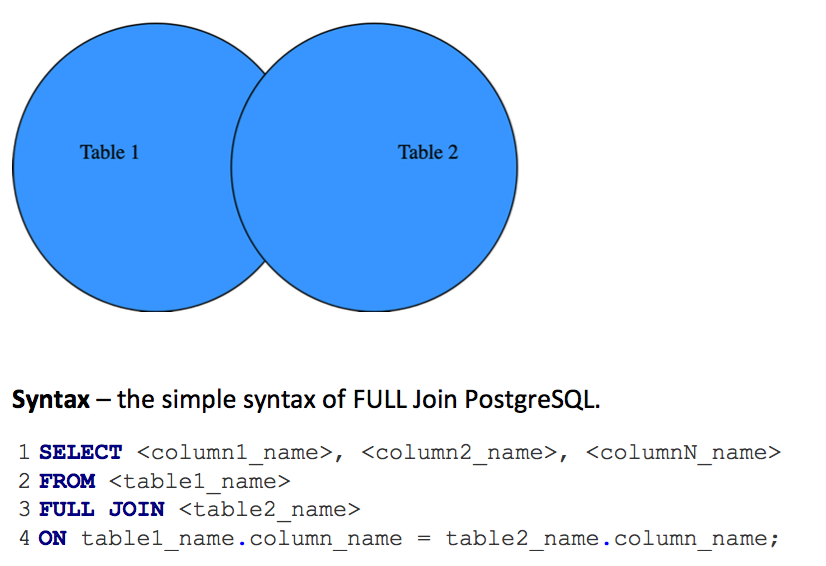 Table 1
Table 2
Syntax – the simple syntax of FULL Join PostgreSQL.
1 SELECT <column1_name>, <column2_name>, <columnN_name>
2 FROM <table1_name>
3 FULL JOIN <table2_name>
4 ON table1_name.column_name = table2_name.column_name;